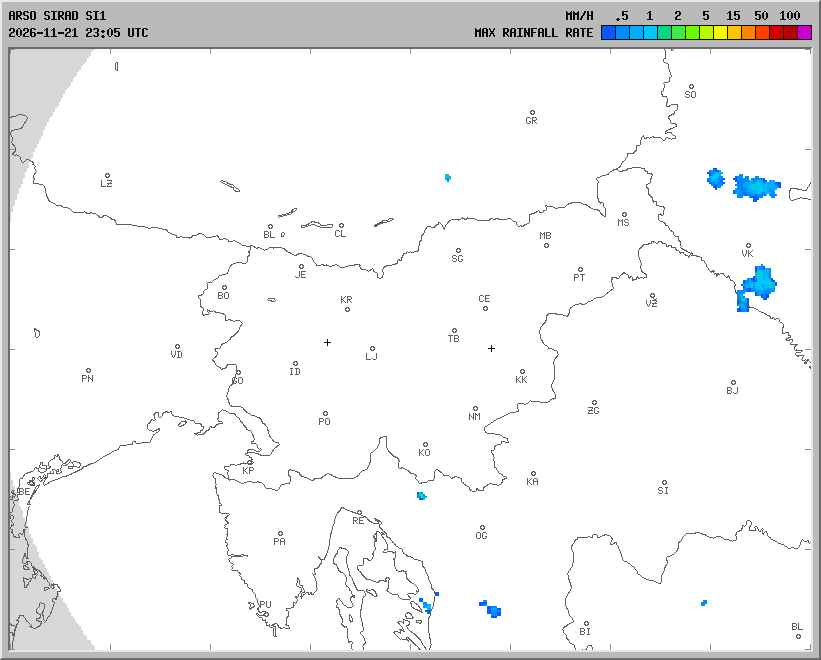 ARSO SIRAD SI1
2026-11-21 23:05 UTC
MM/H .5 1 2 5 15 50 100
MAX RAINFALL RATE
SO
GR
LZ
MS
BL CL
MB
VK
SG
JE
PT
BO
KR CE
VZ
TB
VD LJ
ID
PN GO KK
BJ
ZG
NM
PO
KO
KP
KA
BE SI
RE
OG
PA
PU
BI BL